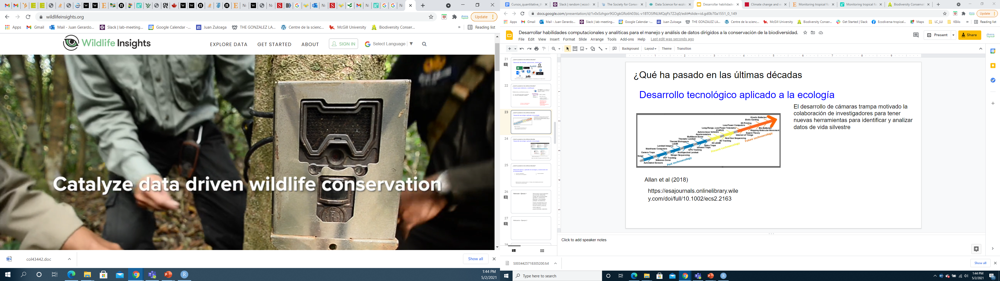 Update
wildlifeinsights.org
Apps
Gmail
Mail - Juan Gerardo...
Slack | lab-meeting...
Google Calendar -...
Juan Zuloaga
THE GONZALEZ LA...
Centre de la scienc...
McGill University
Biodiversity Conser...
»
Reading list
Wildlife Insights
EXPLORE DATA
GET STARTED
ABOUT
SIGN IN
Select Language
Catalyze data driven wildlife conservation
col43442.doc
Show all
1:44 PM
5/2/2021
Cursos_quantitative_th
Slack | random | ecodi
The Society for Conser
Data Science for ecolo
Desarrollar habilidades
Climate change and e
Monitoring tropical fo
Monitoring tropical fo
Biodiversity Conservat
docs.google.com/presentation/d/1v0x5zhgor9GOgkGRo6h03bL-v1BTOSfNLMQqPz7Z2q0/edit#slide=id.gd0b70a1551_0_149
Update
Apps
Gmail
Mail - Juan Gerardo...
Slack | lab-meeting...
Google Calendar -...
Juan Zuloaga
THE GONZALEZ LA...
Centre de la scienc...
McGill University
Biodiversity Conser...
Get Started | Slack
Ecodiversa tropical...
Maps
LC_LU
KBAs
»
Reading list
Desarrollar habilidades computacionales y analíticas para el manejo y análisis de datos dirigidos a la conservación de la biodiversidad.
File Edit View Insert Format Slide Arrange Tools Add-ons Help Last edit was seconds ago
Present
Share
Background
Layout
Theme
Transition
21
22
23
24
25
26
27
28
¿Qué ha pasado en las últimas décadas
Desarrollo tecnológico aplicado a la ecología
El desarrollo de cámaras trampa motivado la
colaboración de investigadores para tener
nuevas herramientas para identificar y analizar
datos de vida silvestre
Kinetic Batteries
Biotic Gaming
3D Printing
Low-Power Computers
Bio-Batteries
Long-Range, Low-Power Telemetry
ICARUS
Mapping Molecular Movement
Autonomous Vehicles
Swarm Theory
Accelerometers
Internet of Things
Multibeam Sonar
Next Gen Sequencing
Future technoecology
Thematic Landsat
3D Tracking
Thermal Biologgers
3D LiDAR
LiDAR
Video Traps
Present technoecology
Landsat Imagery
Infrared Traps
Mainframe Computers
GPS Tracking
Camera Traps
Multispectral Landsat
Sonar
Sanger Sequencing
VHF Tracking
Sidescan Sonar
Past technoecology
Automated Sensors
Allan et al (2018)
https://esajournals.onlinelibrary.wile
y.com/doi/full/10.1002/ecs2.2163
Click to add speaker notes
S0034425718305200.txt
Show all
Type here to search
1:44 PM
5/2/2021